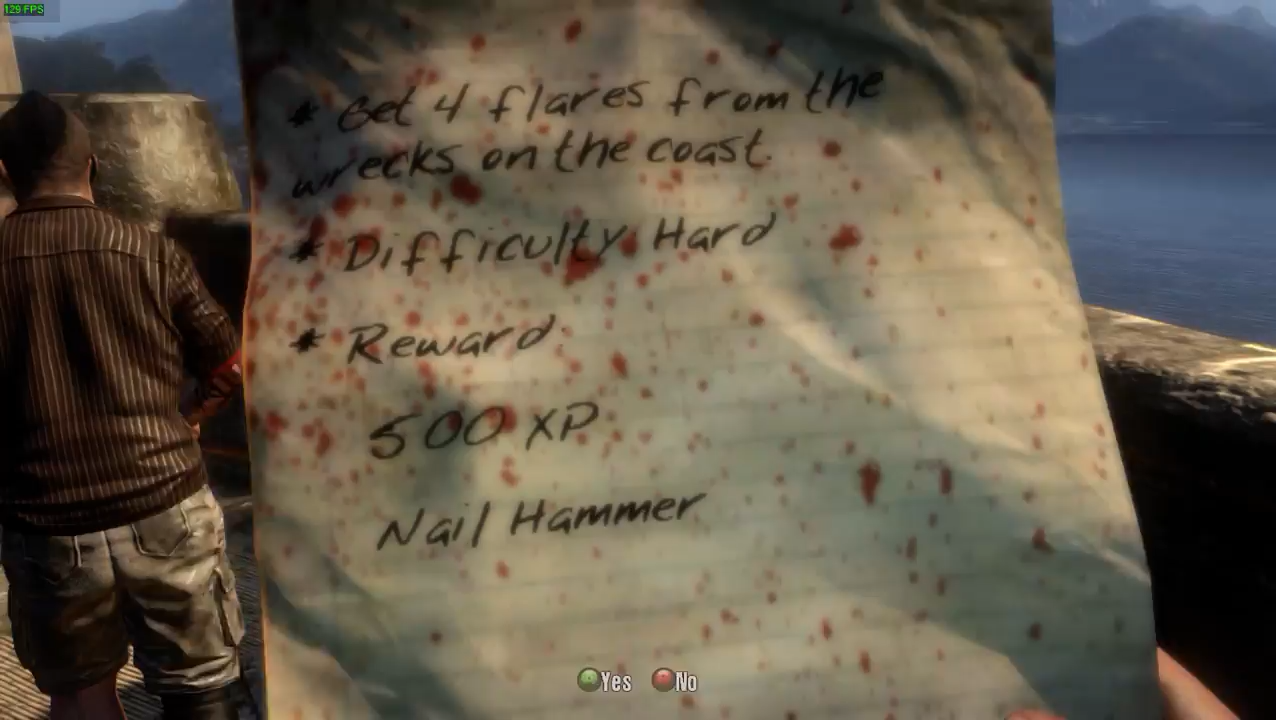 129 FPS
* Get 4 flares from the
wrecks on the coast.
* Difficulty: Hard
* Reward:
500 XP
Nail Hammer
Yes No